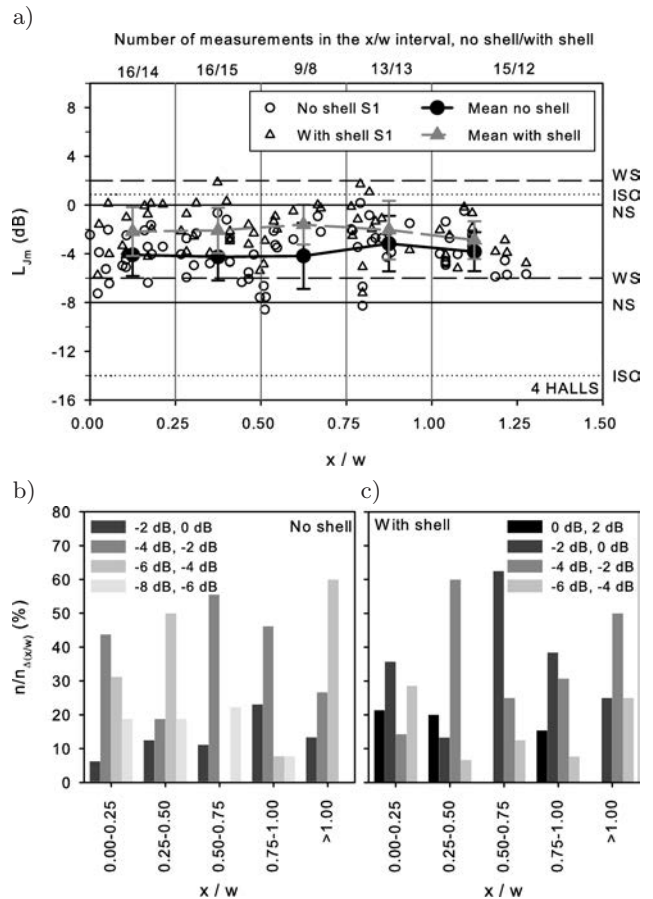 a)
Number of measurements in the x/w interval, no shell/with shell
16/14 16/15 9/8 13/13 15/12
No shell S1 Mean no shell
With shell S1 Mean with shell
8
4
0
-4
-8
-12
-16
L_Jm (dB)
WS
ISO
NS
WS
NS
ISO
4 HALLS
0.00 0.25 0.50 0.75 1.00 1.25 1.50
x / w
b)
80
70
60
50
40
30
20
10
0
n/n_Δ(x/w) (%)
-2 dB, 0 dB
-4 dB, -2 dB
-6 dB, -4 dB
-8 dB, -6 dB
No shell
0.00-0.25
0.25-0.50
0.50-0.75
0.75-1.00
>1.00
x / w
c)
With shell
0 dB, 2 dB
-2 dB, 0 dB
-4 dB, -2 dB
-6 dB, -4 dB
0.00-0.25
0.25-0.50
0.50-0.75
0.75-1.00
>1.00
x / w